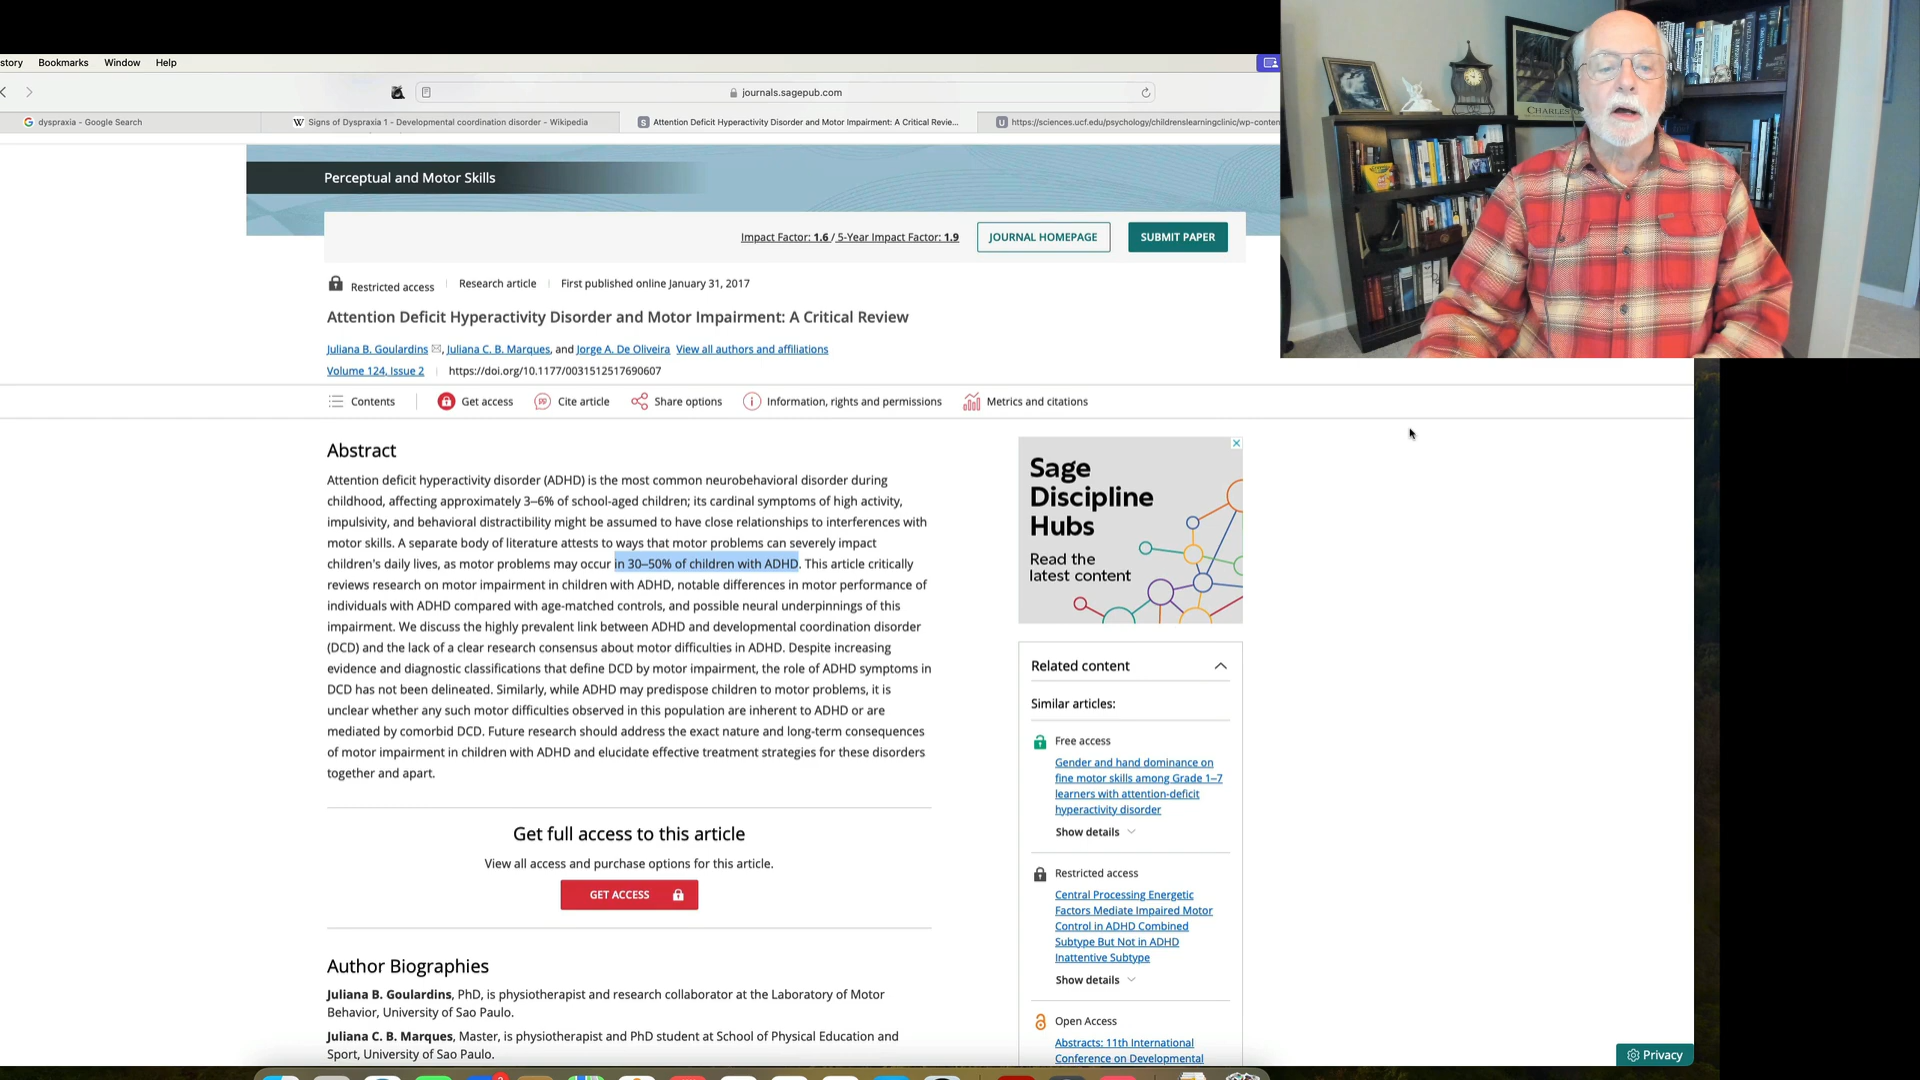 story Bookmarks Window Help
journals.sagepub.com
dyspraxia - Google Search
Signs of Dyspraxia 1 - Developmental coordination disorder - Wikipedia
Attention Deficit Hyperactivity Disorder and Motor Impairment: A Critical Revie...
https://sciences.ucf.edu/psychology/childrenslearningclinic/wp-conten
Perceptual and Motor Skills
Impact Factor: 1.6 / 5-Year Impact Factor: 1.9
JOURNAL HOMEPAGE
SUBMIT PAPER
Restricted access
Research article
First published online January 31, 2017
Attention Deficit Hyperactivity Disorder and Motor Impairment: A Critical Review
Juliana B. Goulardins, Juliana C. B. Marques, and Jorge A. De Oliveira View all authors and affiliations
Volume 124, Issue 2
https://doi.org/10.1177/0031512517690607
Contents
Get access
Cite article
Share options
Information, rights and permissions
Metrics and citations
Abstract
Attention deficit hyperactivity disorder (ADHD) is the most common neurobehavioral disorder during
childhood, affecting approximately 3–6% of school-aged children; its cardinal symptoms of high activity,
impulsivity, and behavioral distractibility might be assumed to have close relationships to interferences with
motor skills. A separate body of literature attests to ways that motor problems can severely impact
children's daily lives, as motor problems may occur in 30–50% of children with ADHD. This article critically
reviews research on motor impairment in children with ADHD, notable differences in motor performance of
individuals with ADHD compared with age-matched controls, and possible neural underpinnings of this
impairment. We discuss the highly prevalent link between ADHD and developmental coordination disorder
(DCD) and the lack of a clear research consensus about motor difficulties in ADHD. Despite increasing
evidence and diagnostic classifications that define DCD by motor impairment, the role of ADHD symptoms in
DCD has not been delineated. Similarly, while ADHD may predispose children to motor problems, it is
unclear whether any such motor difficulties observed in this population are inherent to ADHD or are
mediated by comorbid DCD. Future research should address the exact nature and long-term consequences
of motor impairment in children with ADHD and elucidate effective treatment strategies for these disorders
together and apart.
Get full access to this article
View all access and purchase options for this article.
GET ACCESS
Author Biographies
Juliana B. Goulardins, PhD, is physiotherapist and research collaborator at the Laboratory of Motor
Behavior, University of Sao Paulo.
Juliana C. B. Marques, Master, is physiotherapist and PhD student at School of Physical Education and
Sport, University of Sao Paulo.
Sage
Discipline
Hubs
Read the
latest content
Related content
Similar articles:
Free access
Gender and hand dominance on
fine motor skills among Grade 1–7
learners with attention-deficit
hyperactivity disorder
Show details
Restricted access
Central Processing Energetic
Factors Mediate Impaired Motor
Control in ADHD Combined
Subtype But Not in ADHD
Inattentive Subtype
Show details
Open Access
Abstracts: 11th International
Conference on Developmental
Privacy
CHARLES